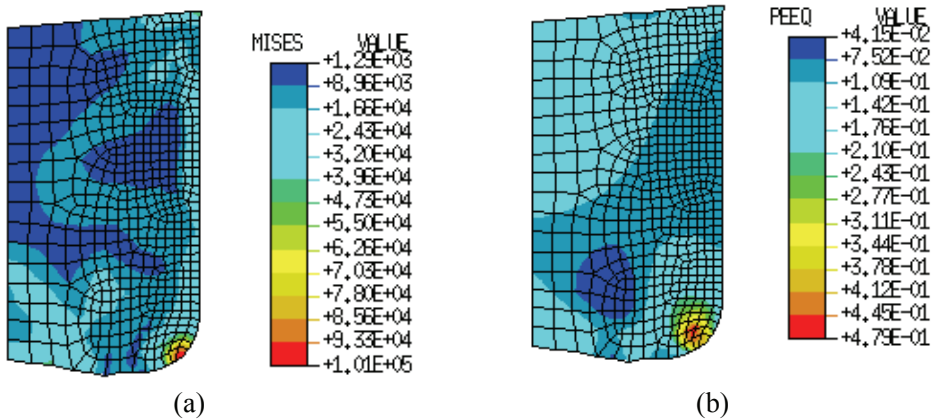 MISES VALUE
+1.29E+03
+8.96E+03
+1.66E+04
+2.43E+04
+3.20E+04
+3.96E+04
+4.73E+04
+5.50E+04
+6.26E+04
+7.03E+04
+7.80E+04
+8.56E+04
+9.33E+04
+1.01E+05
(a)
PEEQ VALUE
+4.15E-02
+7.52E-02
+1.09E-01
+1.42E-01
+1.76E-01
+2.10E-01
+2.43E-01
+2.77E-01
+3.11E-01
+3.44E-01
+3.78E-01
+4.12E-01
+4.45E-01
+4.79E-01
(b)